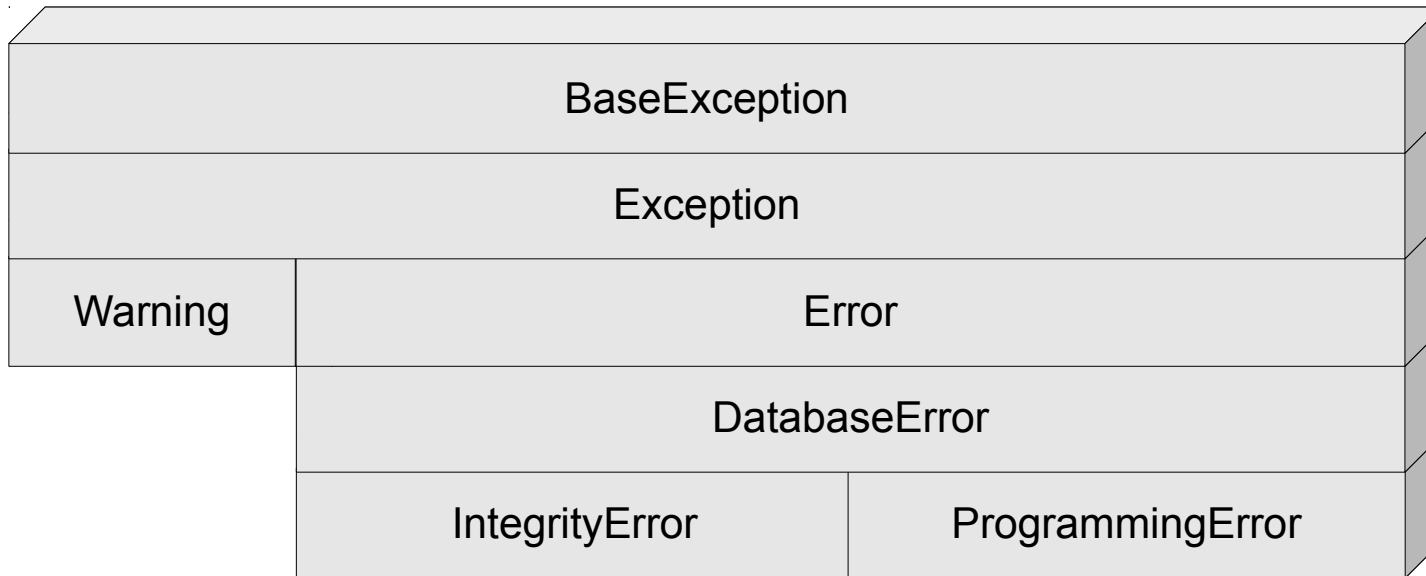 BaseException
Exception
Warning Error
DatabaseError
IntegrityError ProgrammingError